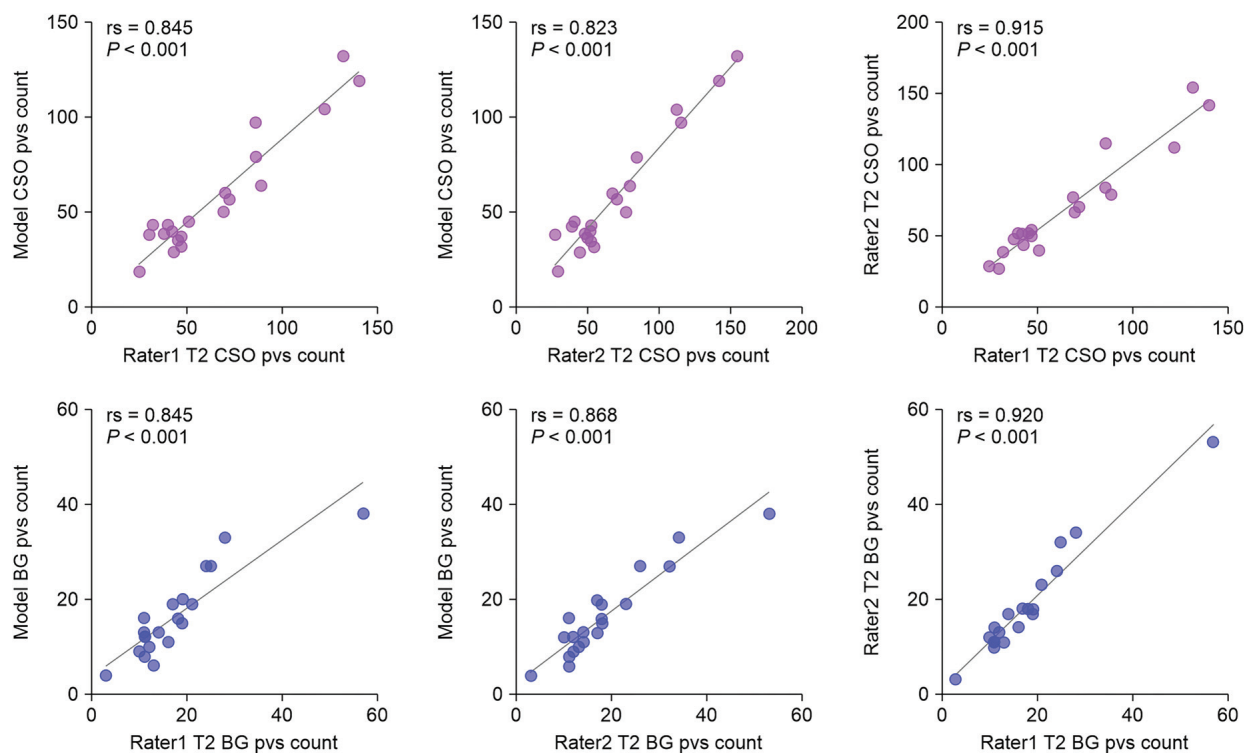 rs = 0.845
P < 0.001
150
100
50
0
Model CSO pvs count
0 50 100 150
Rater1 T2 CSO pvs count
rs = 0.823
P < 0.001
150
100
50
0
Model CSO pvs count
0 50 100 150 200
Rater2 T2 CSO pvs count
rs = 0.915
P < 0.001
200
150
100
50
0
Rater2 T2 CSO pvs count
0 50 100 150
Rater1 T2 CSO pvs count
rs = 0.845
P < 0.001
60
40
20
0
Model BG pvs count
0 20 40 60
Rater1 T2 BG pvs count
rs = 0.868
P < 0.001
60
40
20
0
Model BG pvs count
0 20 40 60
Rater2 T2 BG pvs count
rs = 0.920
P < 0.001
60
40
20
0
Rater2 T2 BG pvs count
0 20 40 60
Rater1 T2 BG pvs count